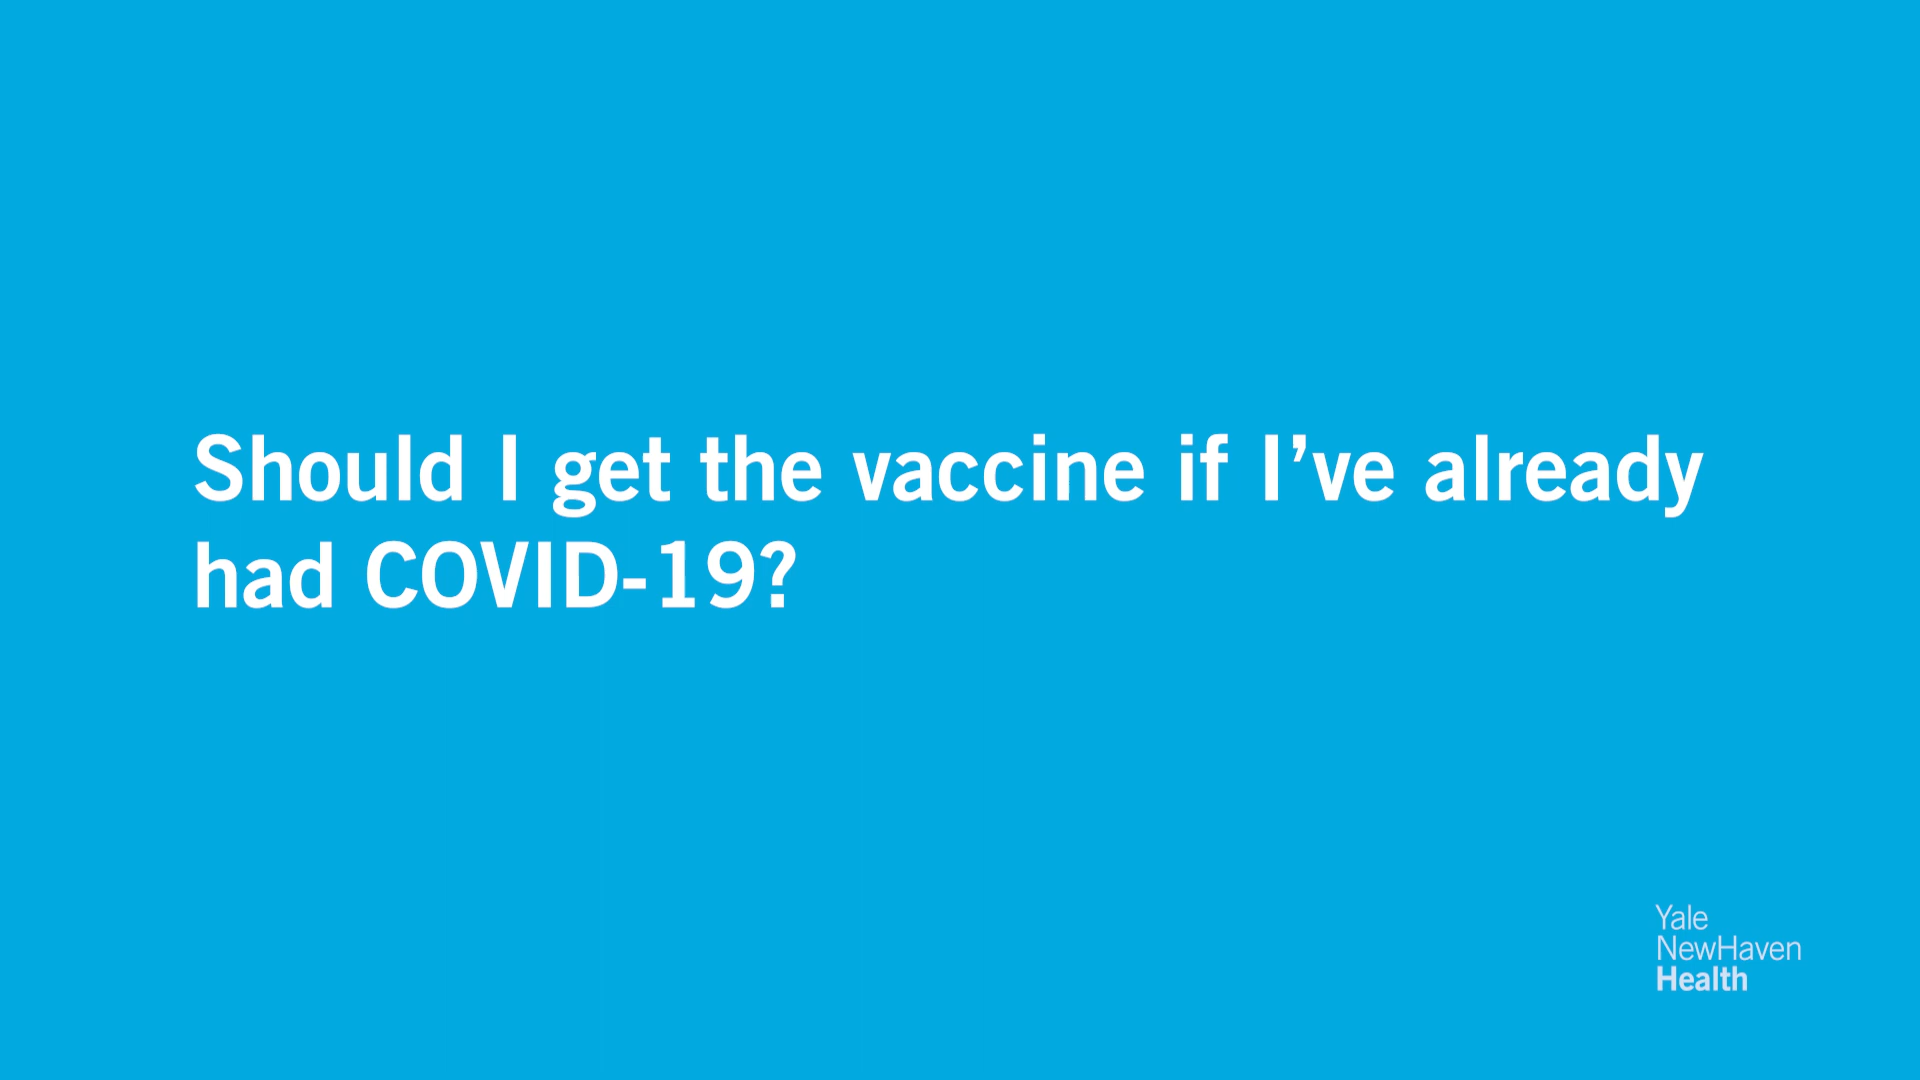 Should I get the vaccine if I’ve already
had COVID-19?
Yale
NewHaven
Health